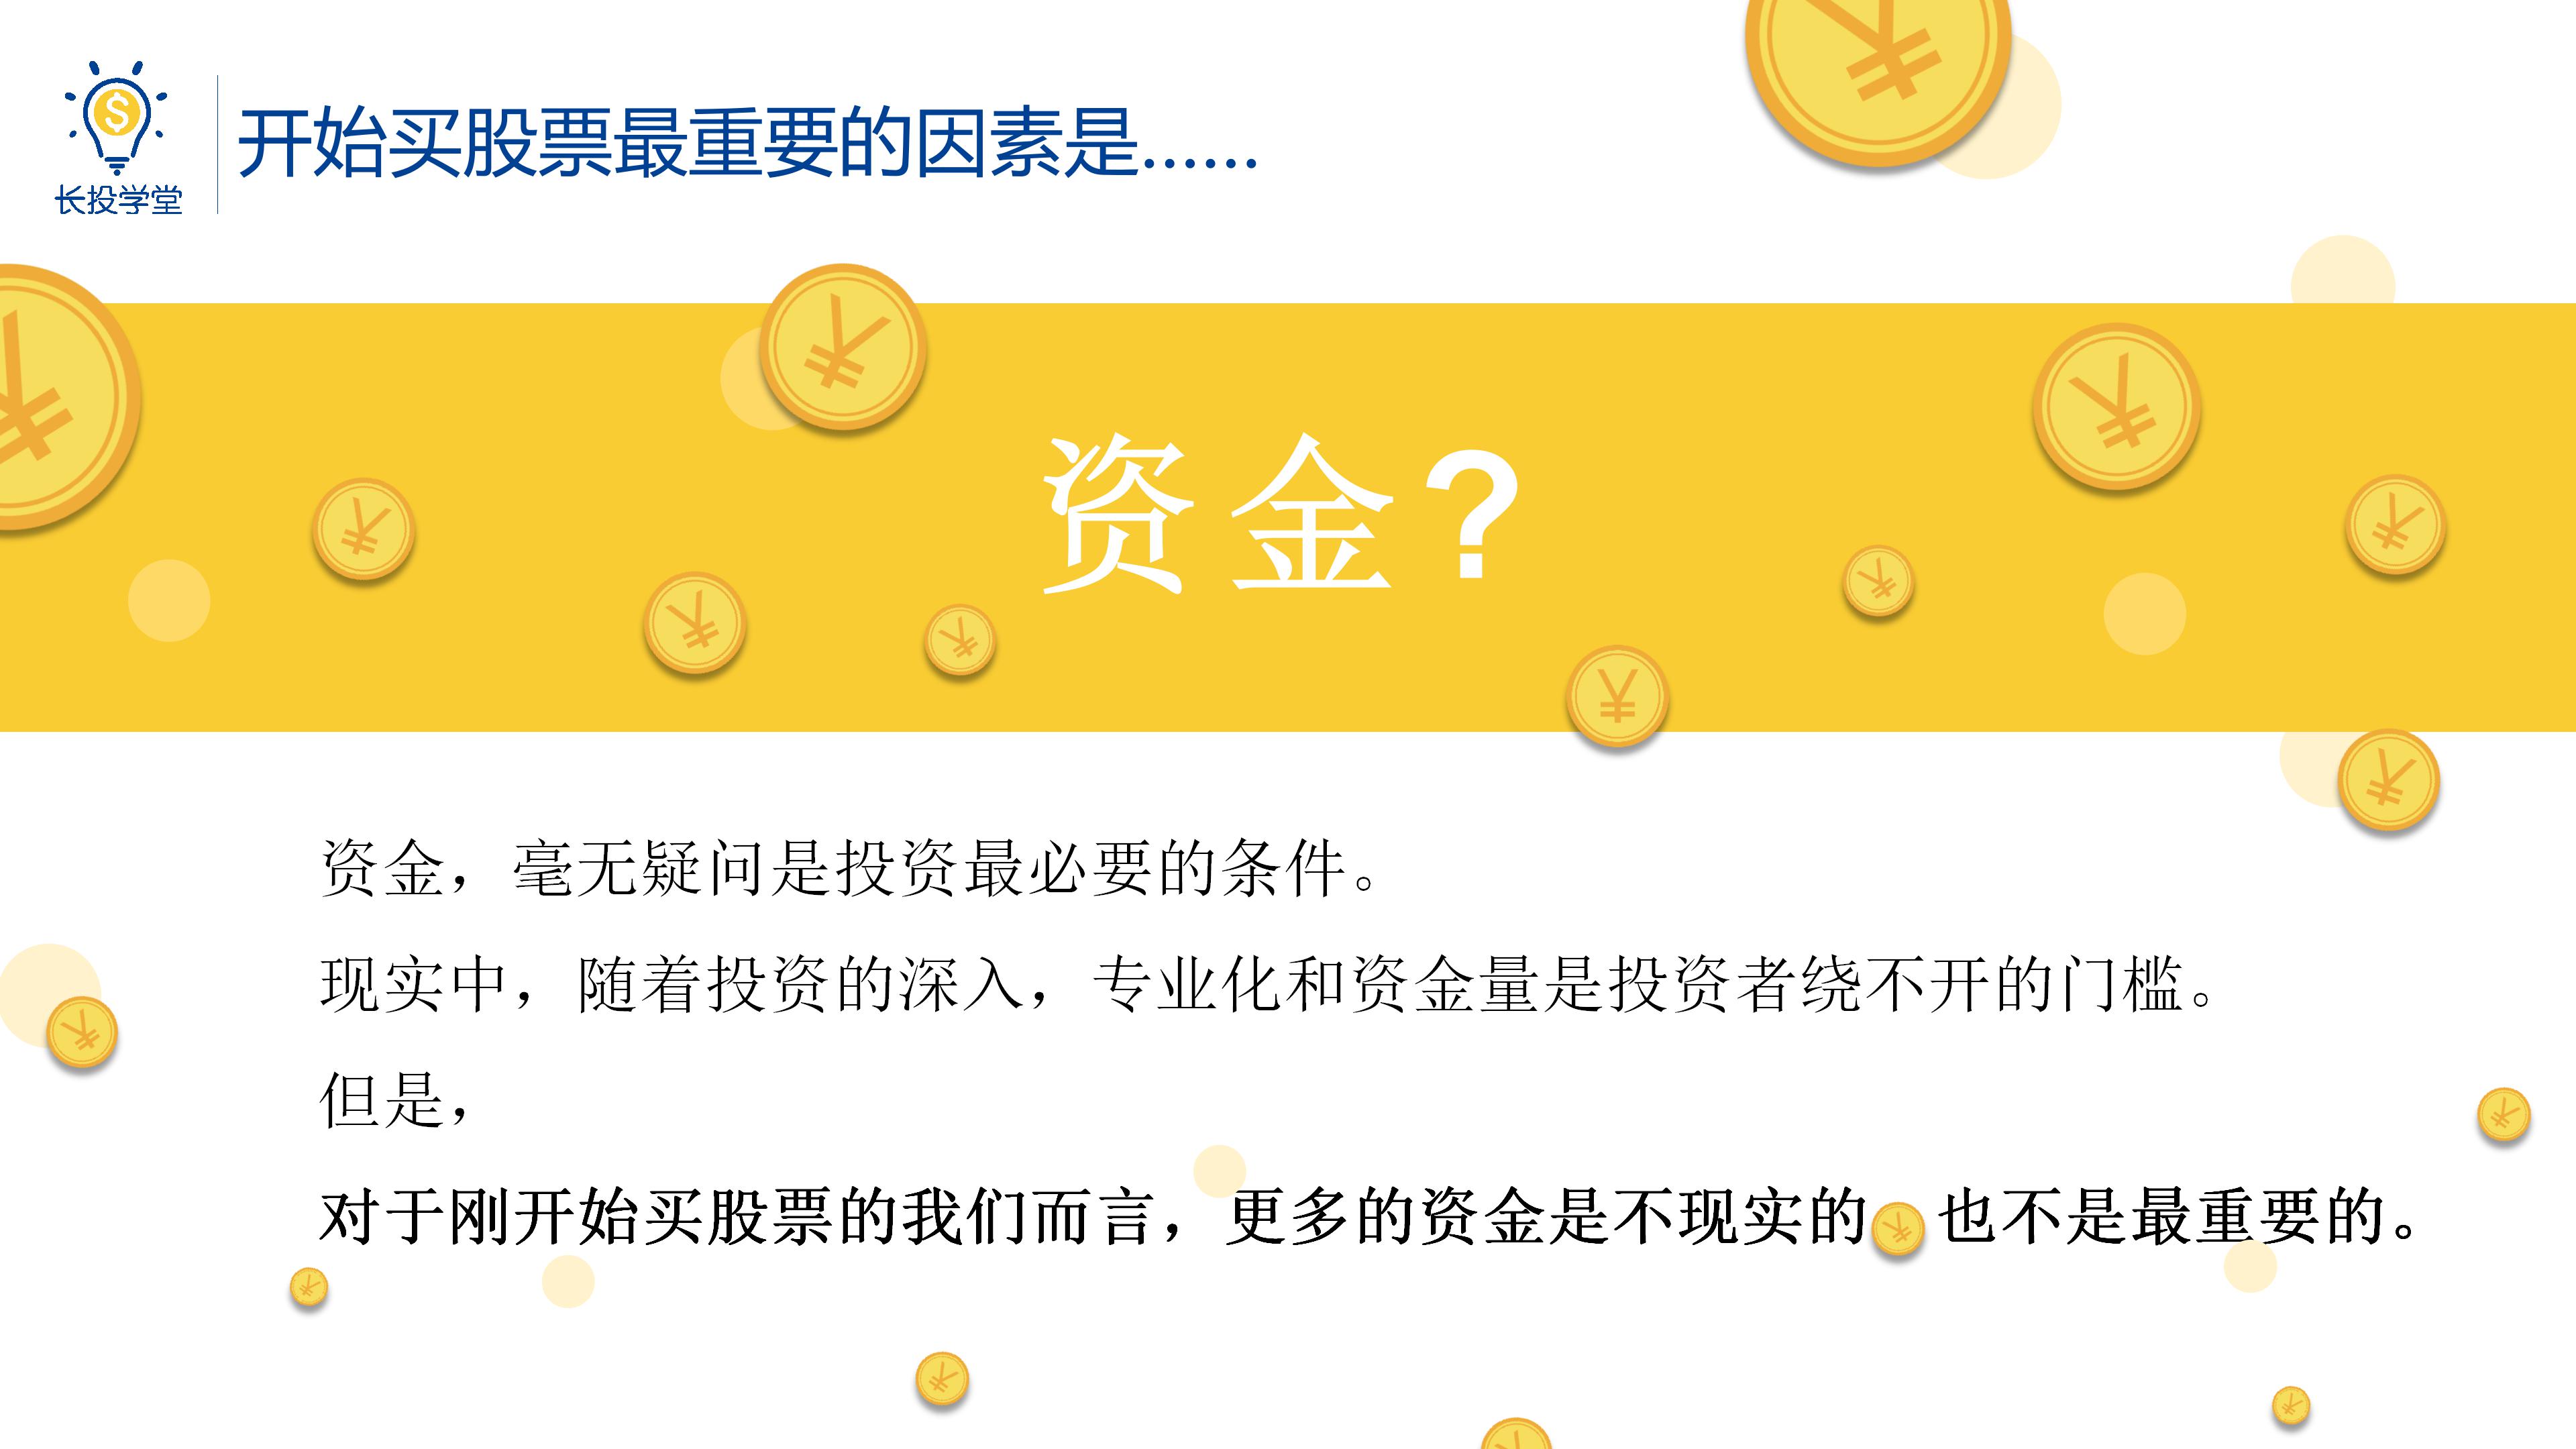 长投学堂
开始买股票最重要的因素是……
资金?
资金，毫无疑问是投资最必要的条件。
现实中，随着投资的深入，专业化和资金量是投资者绕不开的门槛。
但是，
对于刚开始买股票的我们而言，更多的资金是不现实的 也不是最重要的。